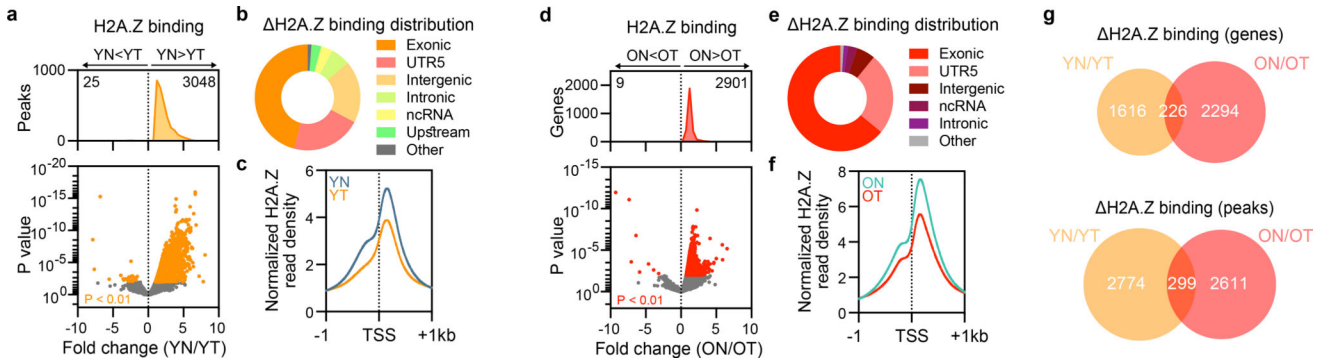 a
H2A.Z binding
YN<YT YN>YT
1000
25 3048
Peaks
0
10-20
10-15
10-10
10-5
100
P value
P < 0.01
-10 -5 0 5 10
Fold change (YN/YT)
b
ΔH2A.Z binding distribution
Exonic
UTR5
Intergenic
Intronic
ncRNA
Upstream
Other
c
YN
YT
6
4
2
0
Normalized H2A.Z
read density
-1 TSS +1kb
d
H2A.Z binding
ON<OT ON>OT
9 2901
2000
1000
0
Genes
10-15
10-10
10-5
100
P value
P < 0.01
-10 -5 0 5 10
Fold change (ON/OT)
e
ΔH2A.Z binding distribution
Exonic
UTR5
Intergenic
ncRNA
Intronic
Other
f
ON
OT
8
6
4
2
0
Normalized H2A.Z
read density
-1 TSS +1kb
g
ΔH2A.Z binding (genes)
YN/YT ON/OT
1616 226 2294
ΔH2A.Z binding (peaks)
YN/YT ON/OT
2774 299 2611